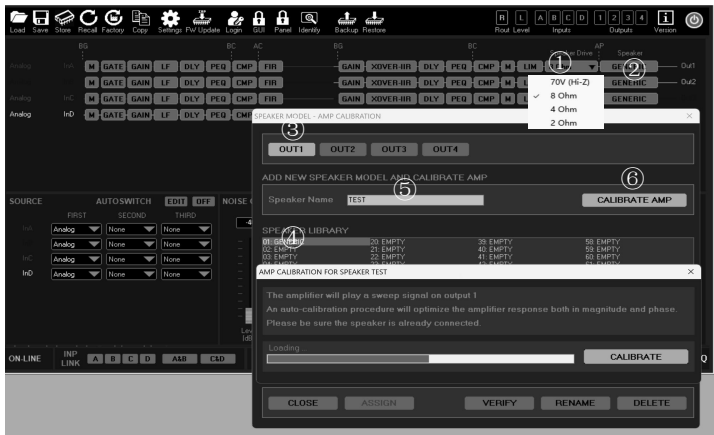 Load Save Store Recall Factory Copy Settings FW Update Login GUI Panel Identify Backup Restore
R L A B C D 1 2 3 4
Rout Level Inputs Outputs Version
BG BC AC BG BC AP
Speaker Drive Speaker
① ②
Analog InA M GATE GAIN LF DLY PEQ CMP FIR GAIN XOVER-IIR DLY PEQ CMP M LIM Out1
M GATE GAIN LF DLY PEQ CMP FIR GAIN XOVER-IIR DLY PEQ CMP M GENERIC Out2
Analog InC M GATE GAIN LF DLY PEQ CMP FIR GAIN XOVER-IIR DLY PEQ CMP M GENERIC
Analog InD M GATE GAIN LF DLY PEQ CMP
70V (Hi-Z)
✓ 8 Ohm
4 Ohm
2 Ohm
SPEAKER MODEL - AMP CALIBRATION ×
③
OUT1 OUT2 OUT3 OUT4
ADD NEW SPEAKER MODEL AND CALIBRATE AMP
Speaker Name TEST ⑤ ⑥ CALIBRATE AMP
SPEAKER LIBRARY
④
01: GENERIC 20: EMPTY 39: EMPTY 58: EMPTY
02: EMPTY 21: EMPTY 40: EMPTY 59: EMPTY
03: EMPTY 22: EMPTY 41: EMPTY 60: EMPTY
SOURCE AUTOSWITCH EDIT OFF NOISE
FIRST SECOND THIRD
InA Analog None None
Analog None None
InC Analog None None
InD Analog None None
AMP CALIBRATION FOR SPEAKER TEST ×
The amplifier will play a sweep signal on output 1
An auto-calibration procedure will optimize the amplifier response both in magnitude and phase.
Please be sure the speaker is already connected.
Loading ..
CALIBRATE
ON-LINE INP LINK A B C D A&B C&D
CLOSE ASSIGN VERIFY RENAME DELETE